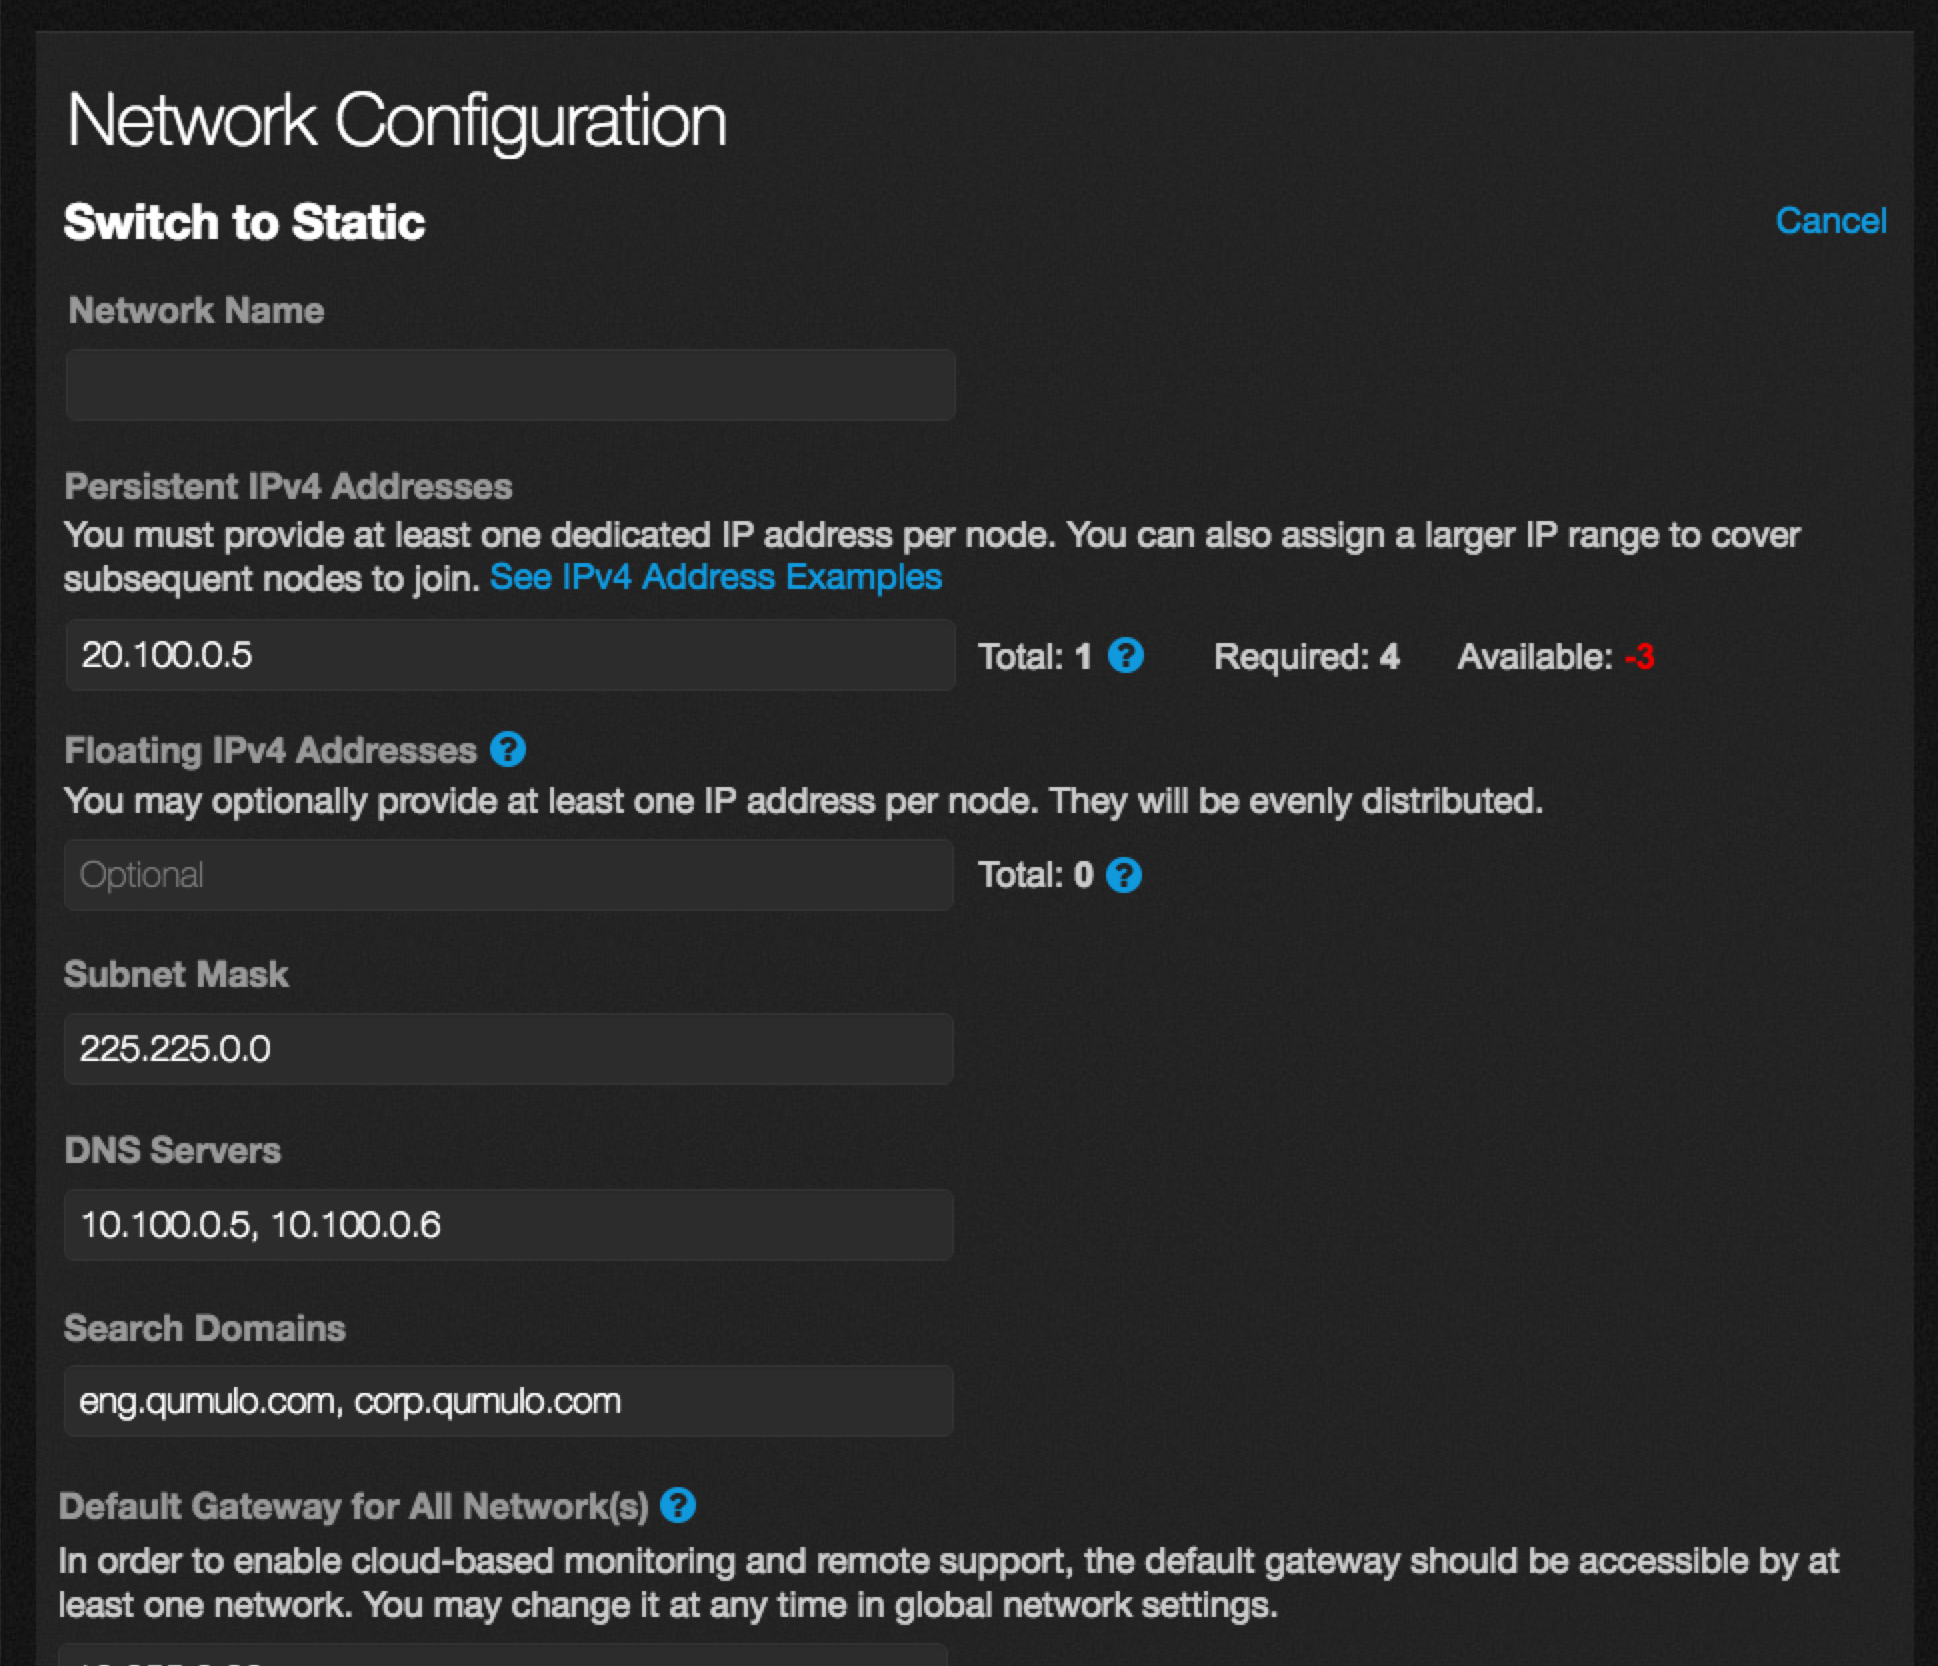 Network Configuration
Switch to Static
Cancel
Network Name
Persistent IPv4 Addresses
You must provide at least one dedicated IP address per node. You can also assign a larger IP range to cover
subsequent nodes to join. See IPv4 Address Examples
20.100.0.5 Total: 1 ? Required: 4 Available: -3
Floating IPv4 Addresses ?
You may optionally provide at least one IP address per node. They will be evenly distributed.
Optional Total: 0 ?
Subnet Mask
225.225.0.0
DNS Servers
10.100.0.5, 10.100.0.6
Search Domains
eng.qumulo.com, corp.qumulo.com
Default Gateway for All Network(s) ?
In order to enable cloud-based monitoring and remote support, the default gateway should be accessible by at
least one network. You may change it at any time in global network settings.